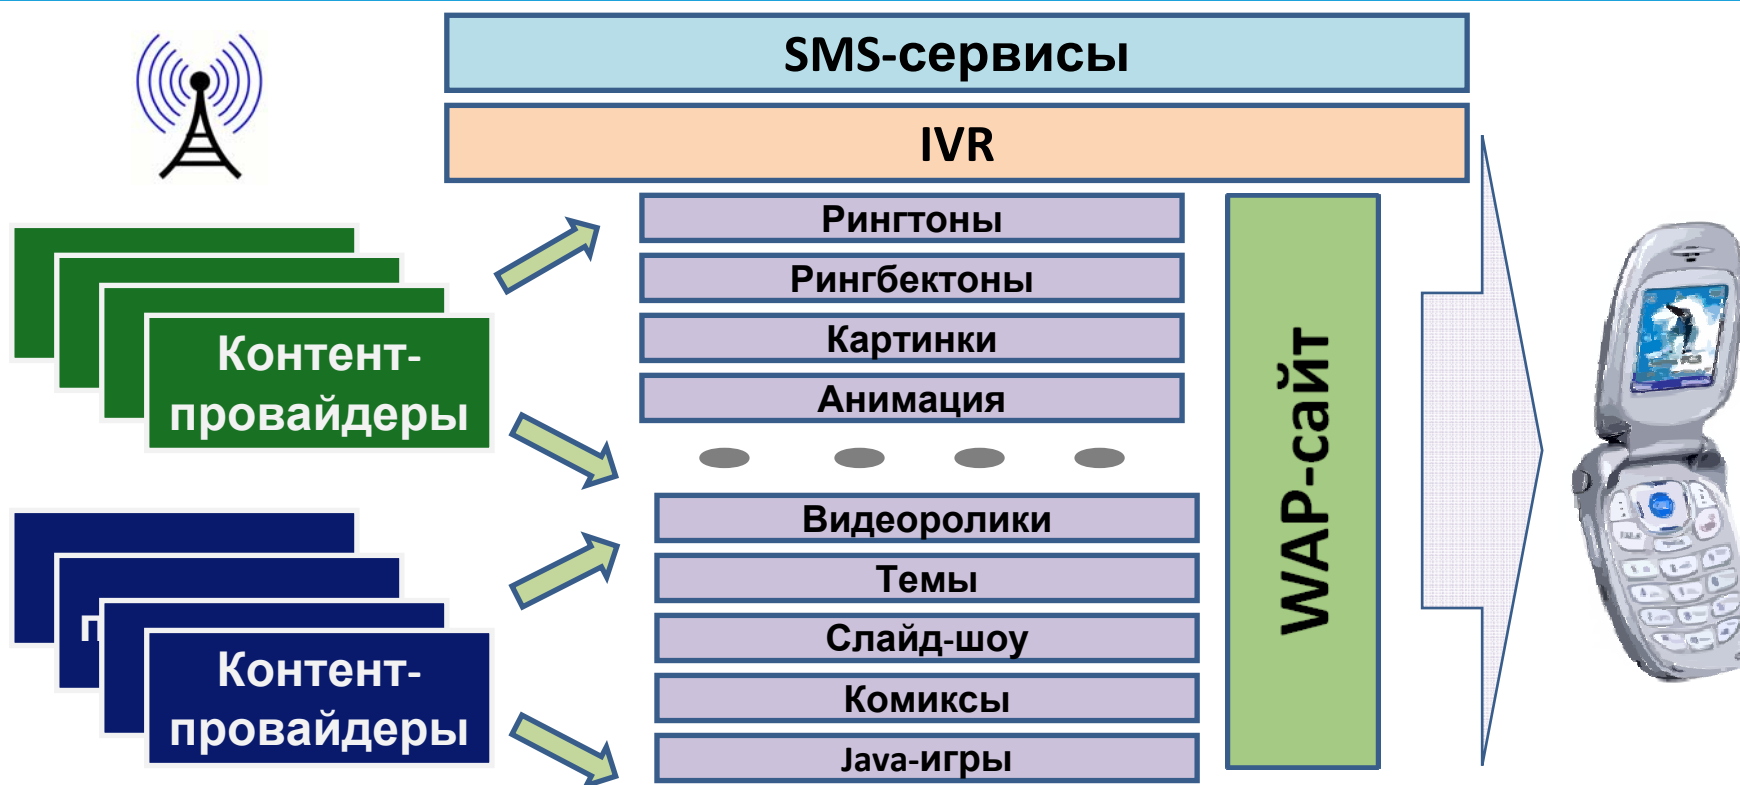 SMS-сервисы
IVR
Рингтоны
Рингбектоны
Картинки
Анимация
Контент-
провайдеры
Видеоролики
Темы
Слайд-шоу
Комиксы
Java-игры
Контент-
провайдеры
WAP-сайт